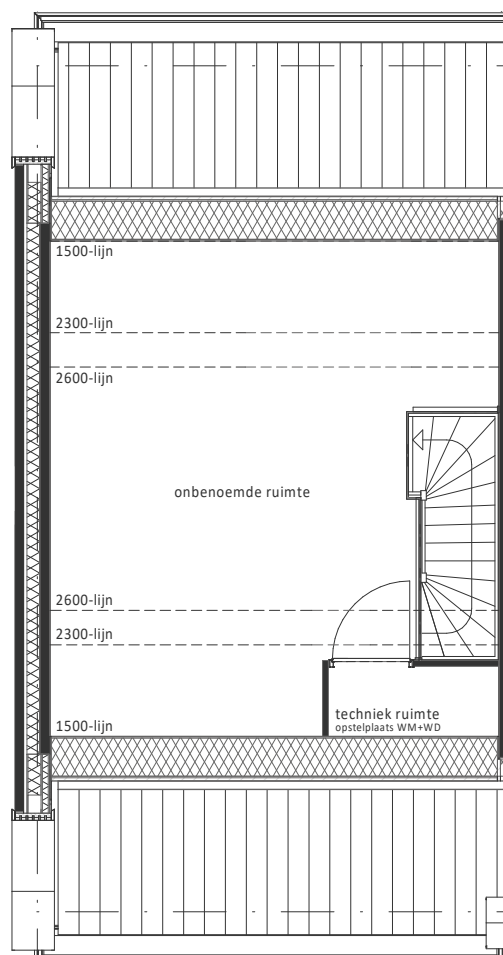 1500-lijn
2300-lijn
2600-lijn
onbenoemde ruimte
2600-lijn
2300-lijn
techniek ruimte
opstelplaats WM+WD
1500-lijn